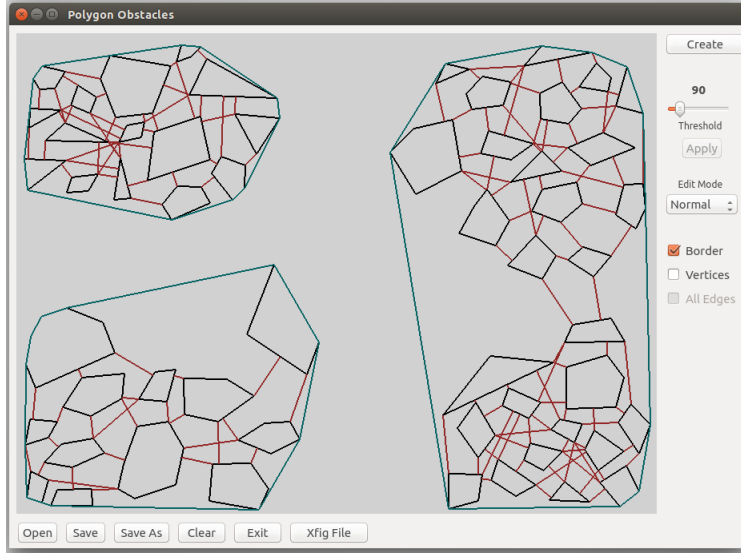 Polygon Obstacles
Create
90
Threshold
Apply
Edit Mode
Normal
Border
Vertices
All Edges
Open
Save
Save As
Clear
Exit
Xfig File